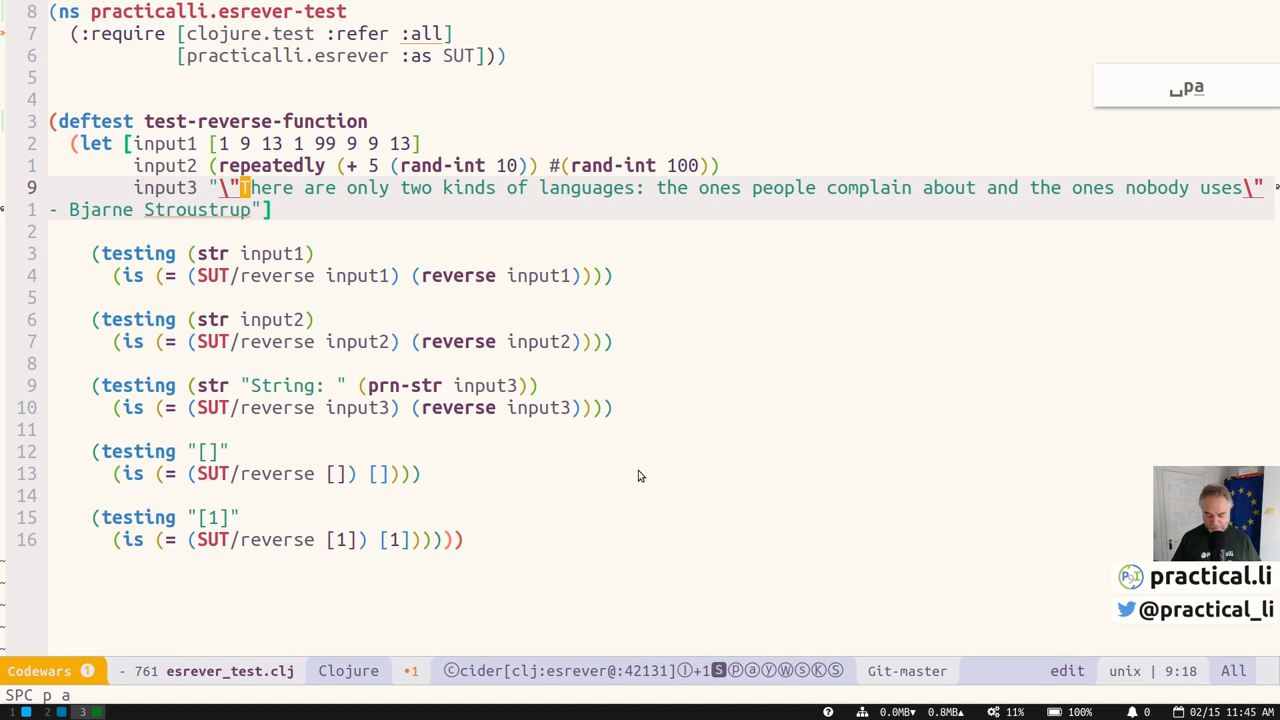 8 (ns practicalli.esrever-test
7 (:require [clojure.test :refer :all]
6 [practicalli.esrever :as SUT]))
5
4
3 (deftest test-reverse-function
2 (let [input1 [1 9 13 1 99 9 9 13]
1 input2 (repeatedly (+ 5 (rand-int 10)) #(rand-int 100))
9 input3 "\"There are only two kinds of languages: the ones people complain about and the ones nobody uses\"
1 - Bjarne Stroustrup"]
2
3 (testing (str input1)
4 (is (= (SUT/reverse input1) (reverse input1))))
5
6 (testing (str input2)
7 (is (= (SUT/reverse input2) (reverse input2))))
8
9 (testing (str "String: " (prn-str input3))
10 (is (= (SUT/reverse input3) (reverse input3))))
11
12 (testing "[]"
13 (is (= (SUT/reverse []) [])))
14
15 (testing "[1]"
16 (is (= (SUT/reverse [1]) [1])))))
␣pa
practical.li
@practical_li
Codewars 1 - 761 esrever_test.clj Clojure •1 ⓒcider[clj:esrever@:42131]Ⓘ+1🆂ⓅⓐⓨⓌⓢⓀⓈ Git-master edit unix | 9:18 All
SPC p a
1 2 3 0.0MB▾ 0.8MB▴ 11% 100% 0 02/15 11:45 AM